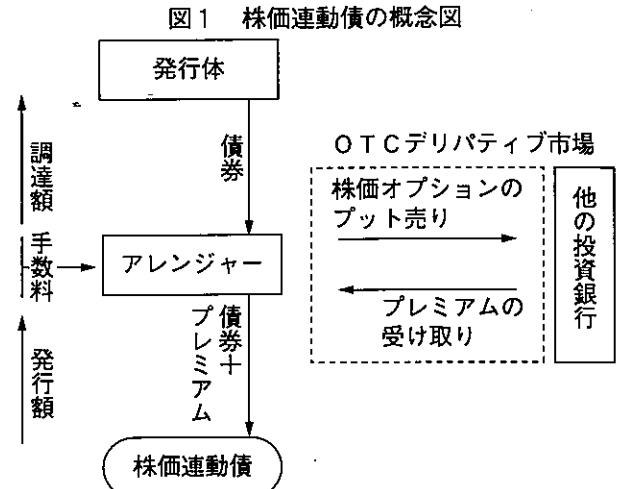 図1 株価連動債の概念図
発行体
調達額
債券
OTCデリバティブ市場
株価オプションの
プット売り
他の投資銀行
手数料
アレンジャー
プレミアムの
受け取り
債券+
プレミアム
発行額
株価連動債